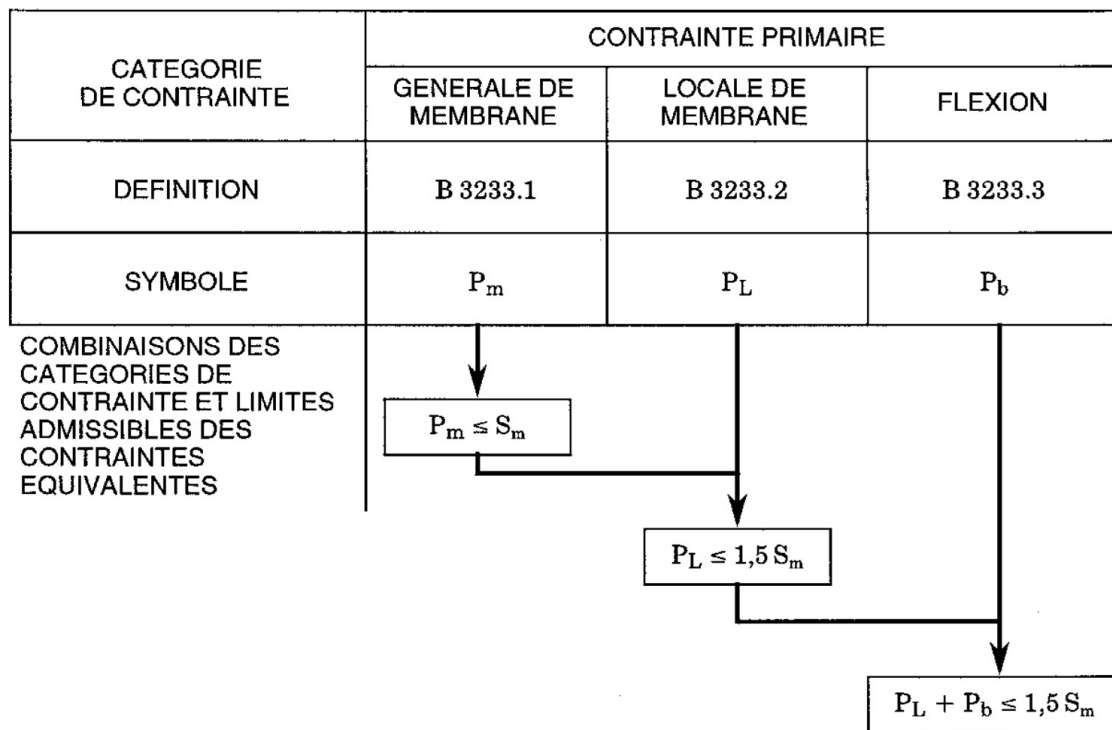 CATEGORIE
DE CONTRAINTE
CONTRAINTE PRIMAIRE
GENERALE DE
MEMBRANE
LOCALE DE
MEMBRANE
FLEXION
DEFINITION
B 3233.1
B 3233.2
B 3233.3
SYMBOLE
Pm
PL
Pb
COMBINAISONS DES
CATEGORIES DE
CONTRAINTE ET LIMITES
ADMISSIBLES DES
CONTRAINTES
EQUIVALENTES
Pm ≤ Sm
PL ≤ 1,5 Sm
PL + Pb ≤ 1,5 Sm